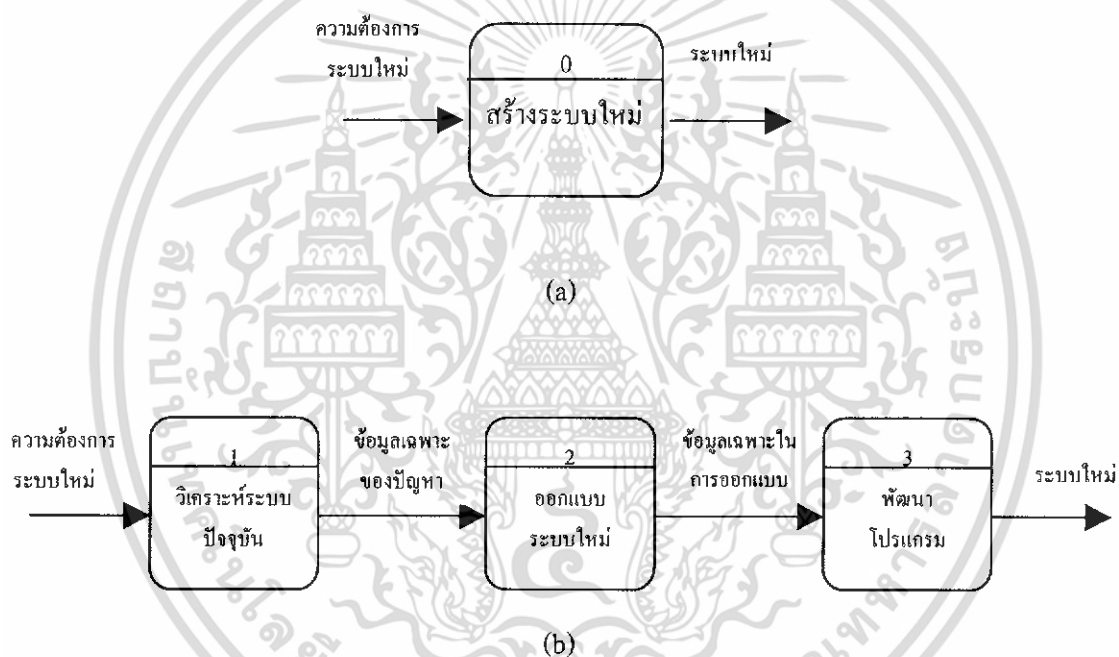 ความต้องการ
ระบบใหม่
0
สร้างระบบใหม่
ระบบใหม่
(a)
ความต้องการ
ระบบใหม่
1
วิเคราะห์ระบบ
ปัจจุบัน
ข้อมูลเฉพาะ
ของปัญหา
2
ออกแบบ
ระบบใหม่
ข้อมูลเฉพาะใน
การออกแบบ
3
พัฒนา
โปรแกรม
ระบบใหม่
(b)